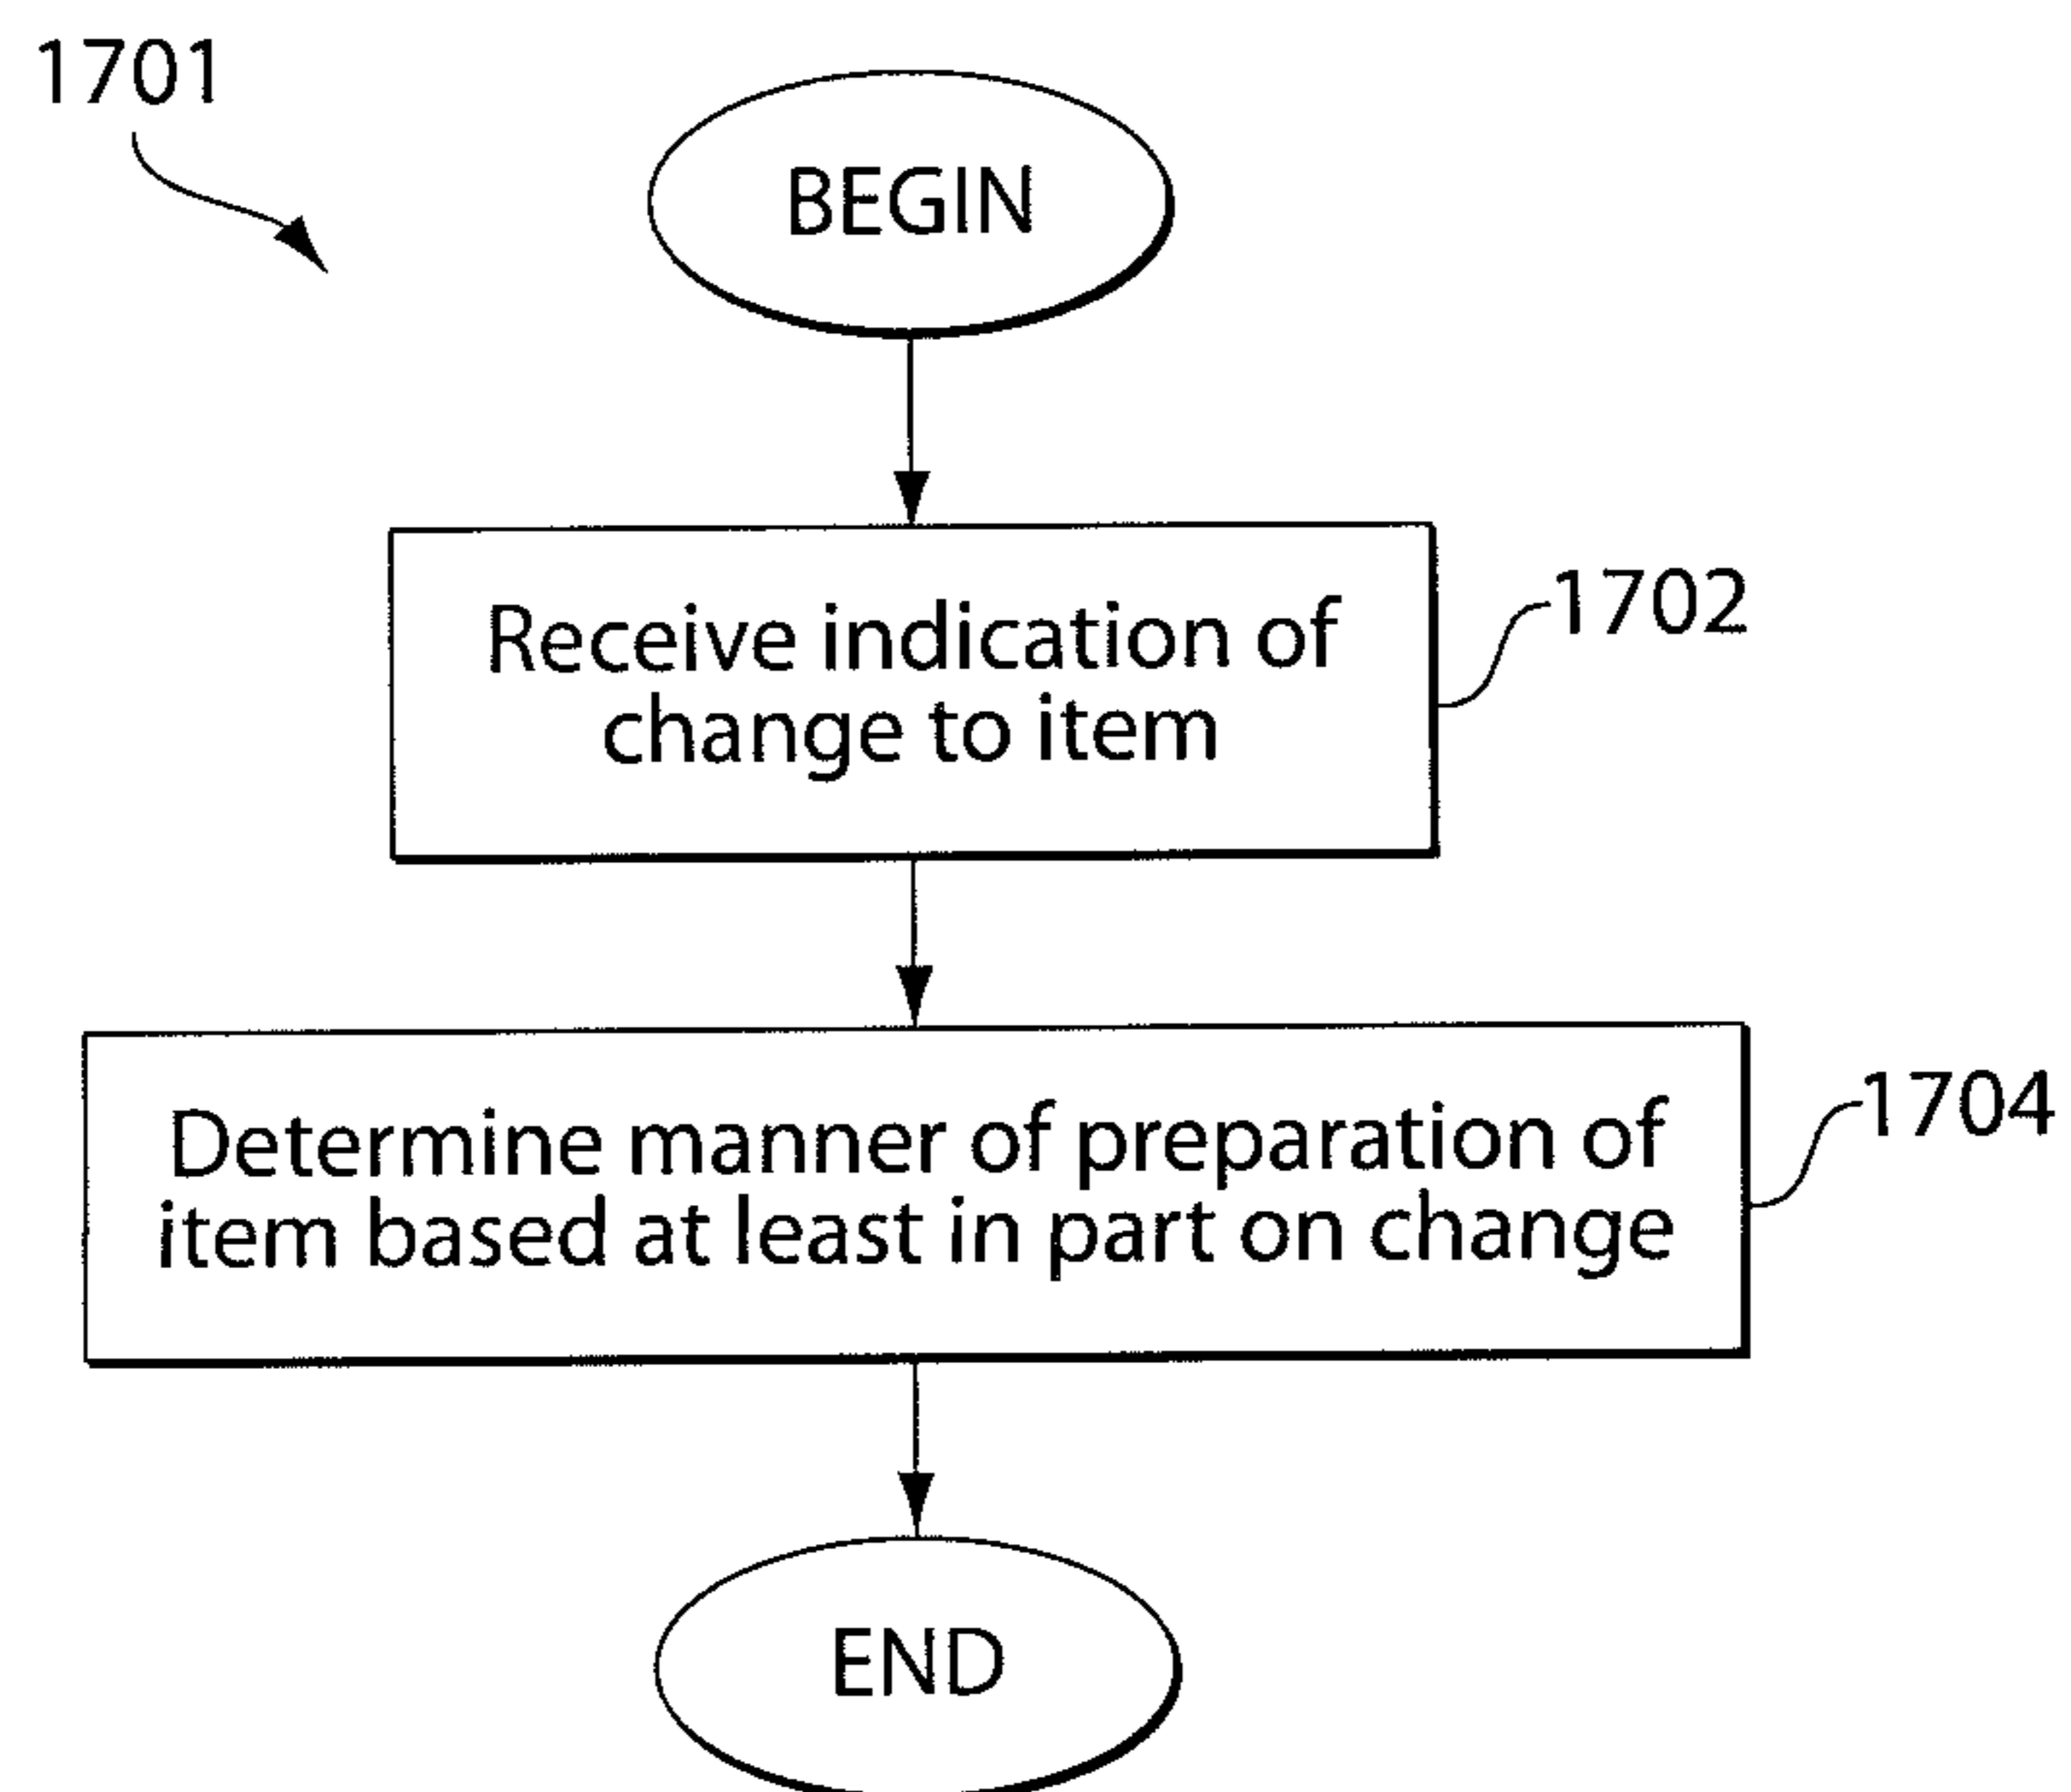 1701
BEGIN
Receive indication of
change to item
1702
Determine manner of preparation of
item based at least in part on change
1704
END